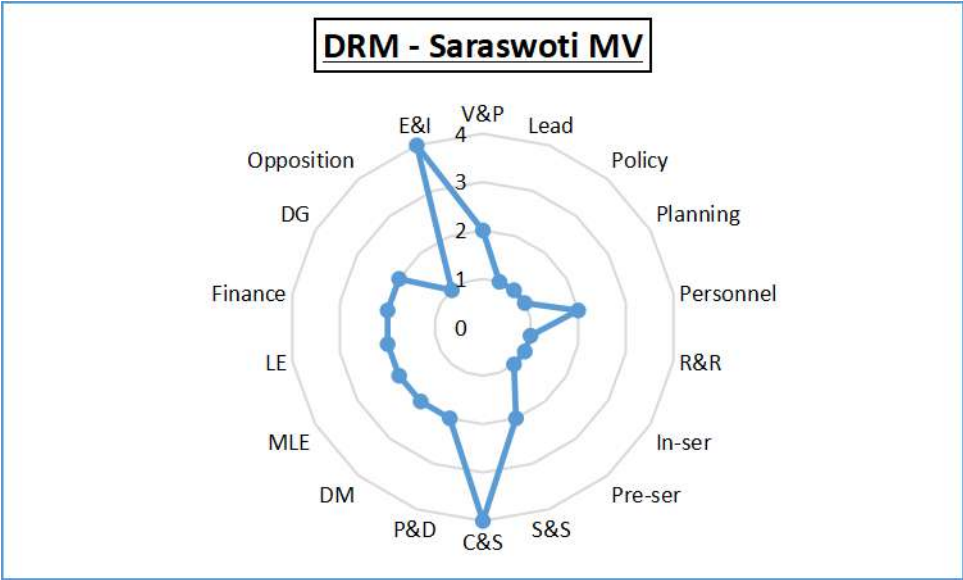 DRM - Saraswoti MV
V&P
Lead
Policy
Planning
Personnel
R&R
In-ser
Pre-ser
S&S
C&S
P&D
DM
MLE
LE
Finance
DG
Opposition
E&I
4
3
2
1
0